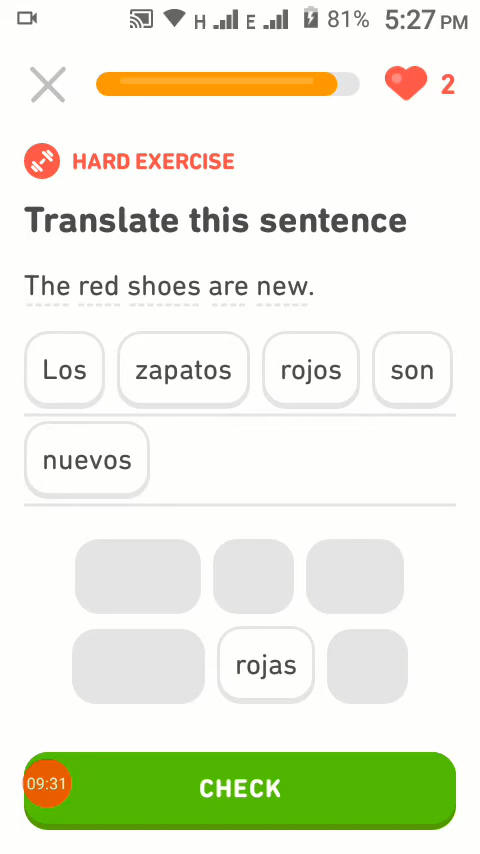 H E 81% 5:27 PM
2
HARD EXERCISE
Translate this sentence
The red shoes are new.
Los zapatos rojos son
nuevos
rojas
09:31 CHECK